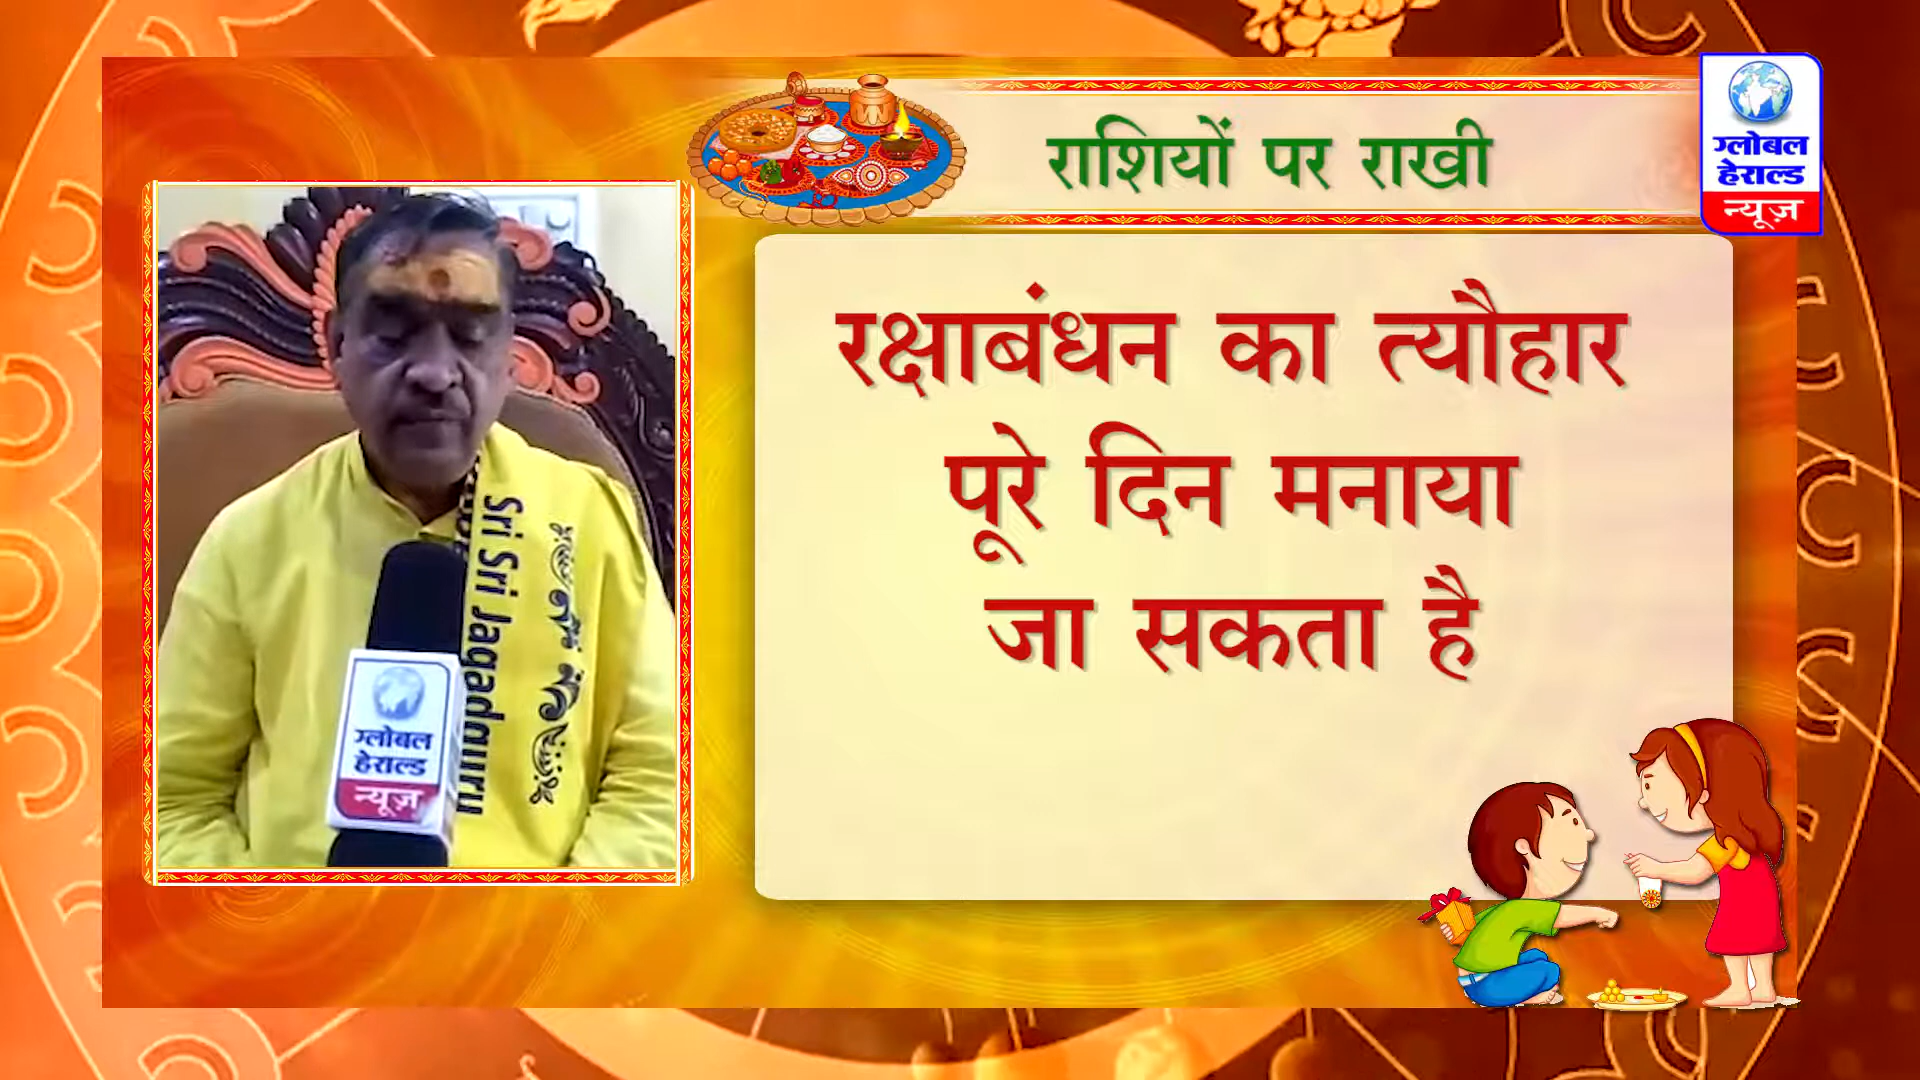 राशियों पर राखी
ग्लोबल
हेराल्ड
न्यूज़
रक्षाबंधन का त्यौहार
पूरे दिन मनाया
जा सकता है
Sri Sri Jagadguru
ग्लोबल
हेराल्ड
न्यूज़